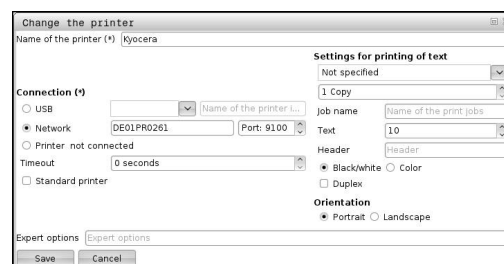 Change the printer
Name of the printer (*) Kyocera
Connection (*)
USB Name of the printer i...
Network DE01PR0261 Port: 9100
Printer not connected
Timeout 0 seconds
Standard printer
Settings for printing of text
Not specified
1 Copy
Job name Name of the print jobs
Text 10
Header Header
Black/white Color
Duplex
Orientation
Portrait Landscape
Expert options Expert options
Save Cancel